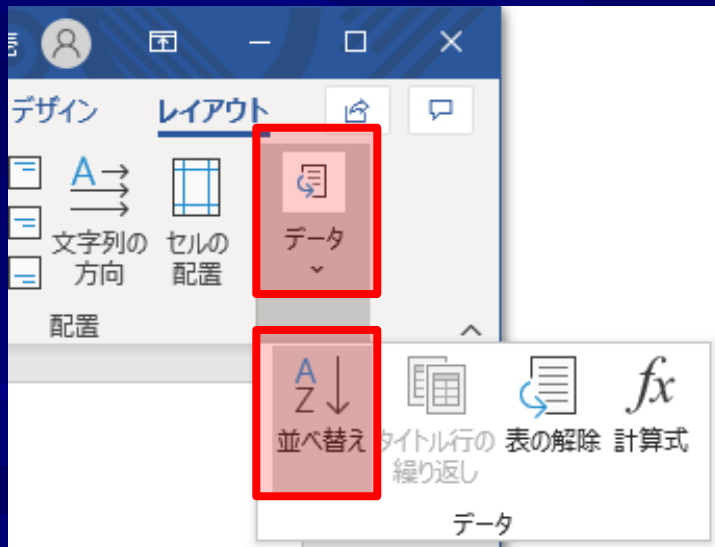 デザイン レイアウト
文字列の
方向
セルの
配置
データ
配置
並べ替え
タイトル行の
繰り返し
表の解除
計算式
データ